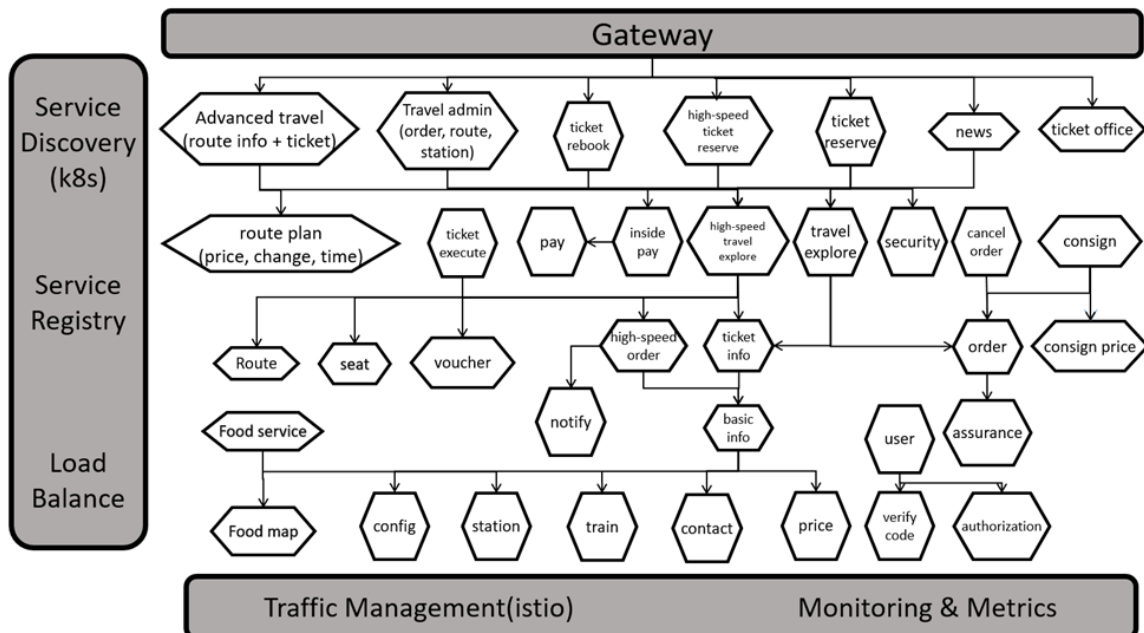 Gateway
Service
Discovery
(k8s)
Service
Registry
Load
Balance
Advanced travel
(route info + ticket)
Travel admin
(order, route,
station)
ticket
rebook
high-speed
ticket
reserve
ticket
reserve
news
ticket office
route plan
(price, change, time)
ticket
execute
pay
inside
pay
high-speed
travel
explore
travel
explore
security
cancel
order
consign
Route
seat
voucher
high-speed
order
ticket
info
order
consign price
Food service
notify
basic
info
user
assurance
Food map
config
station
train
contact
price
verify
code
authorization
Traffic Management(istio)
Monitoring & Metrics